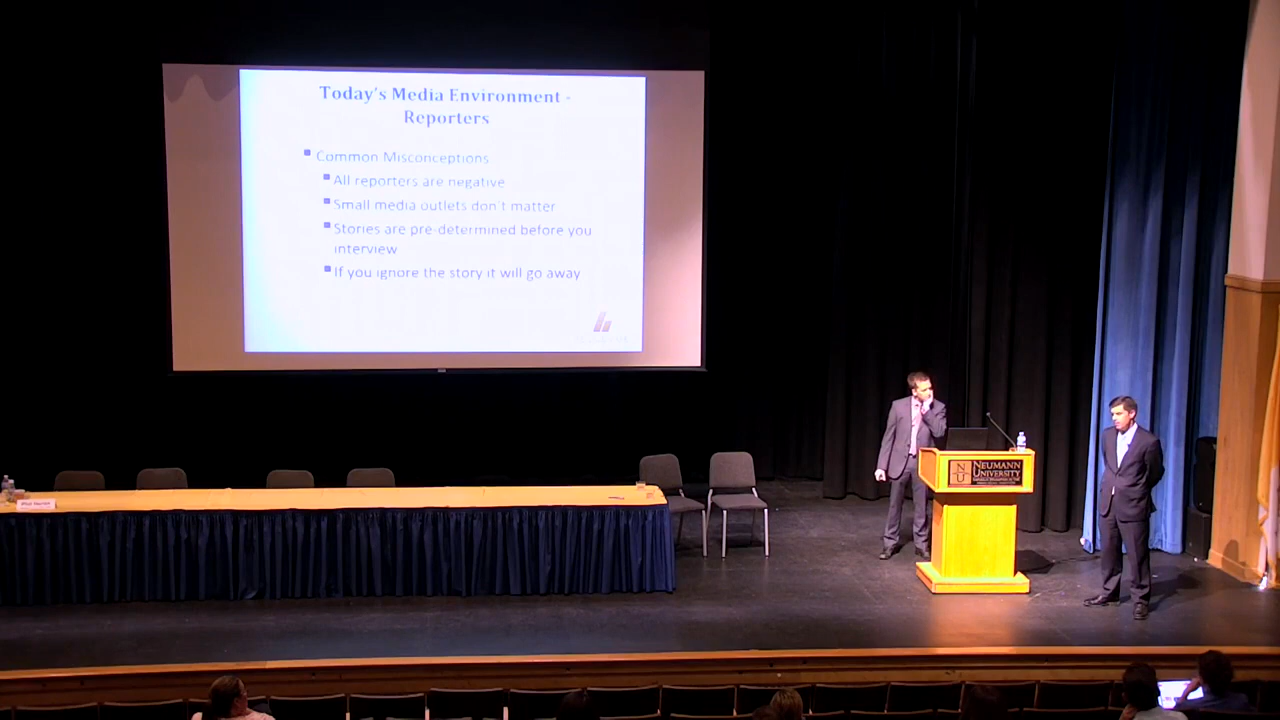 Today's Media Environment -
Reporters
Common Misconceptions
All reporters are negative
Small media outlets don't matter
Stories are pre-determined before you
interview
If you ignore the story it will go away
NEUMANN
UNIVERSITY